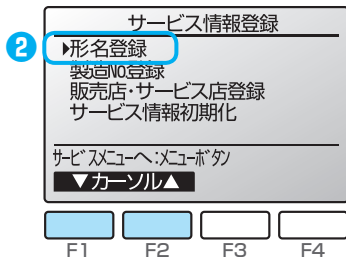 サービス情報登録
2
▶形名登録
製造No登録
販売店・サービス店登録
サービス情報初期化
ｻｰﾋﾞｽﾒﾆｭｰへ:ﾒﾆｭｰﾎﾞﾀﾝ
▼カーソル▲
F1 F2 F3 F4